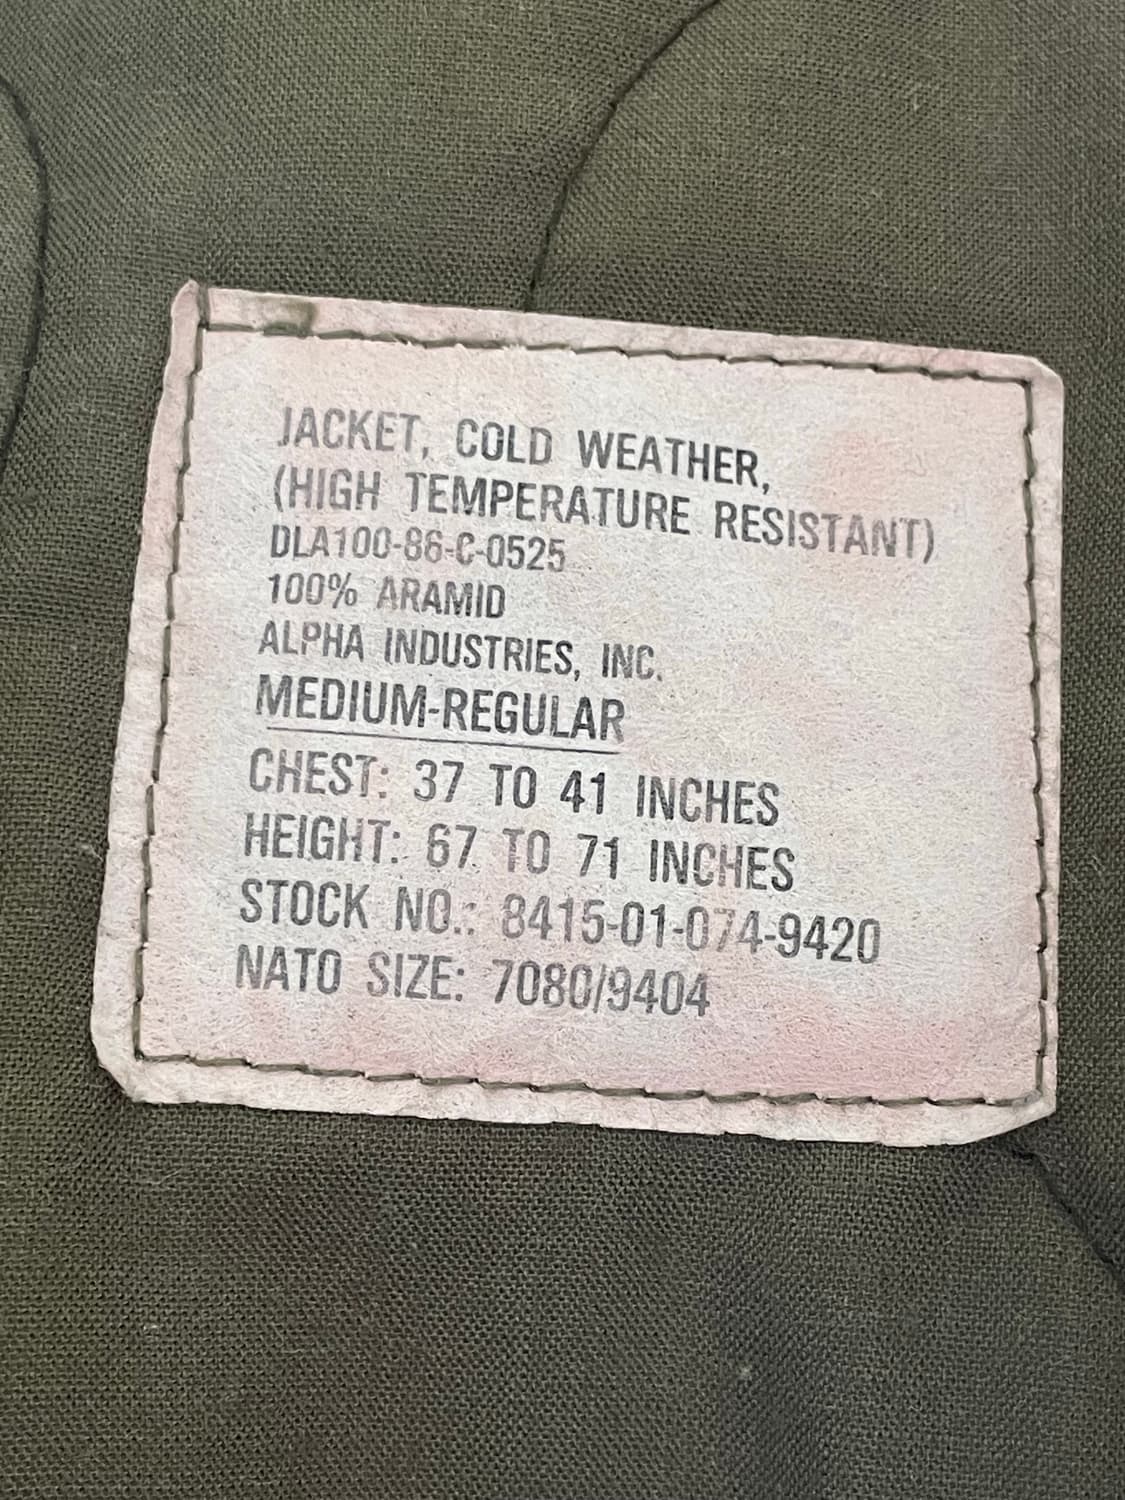 JACKET, COLD WEATHER,
(HIGH TEMPERATURE RESISTANT)
DLA100-86-C-0525
100% ARAMID
ALPHA INDUSTRIES, INC.
MEDIUM-REGULAR
CHEST: 37 TO 41 INCHES
HEIGHT: 67 TO 71 INCHES
STOCK NO.: 8415-01-074-9420
NATO SIZE: 7080/9404